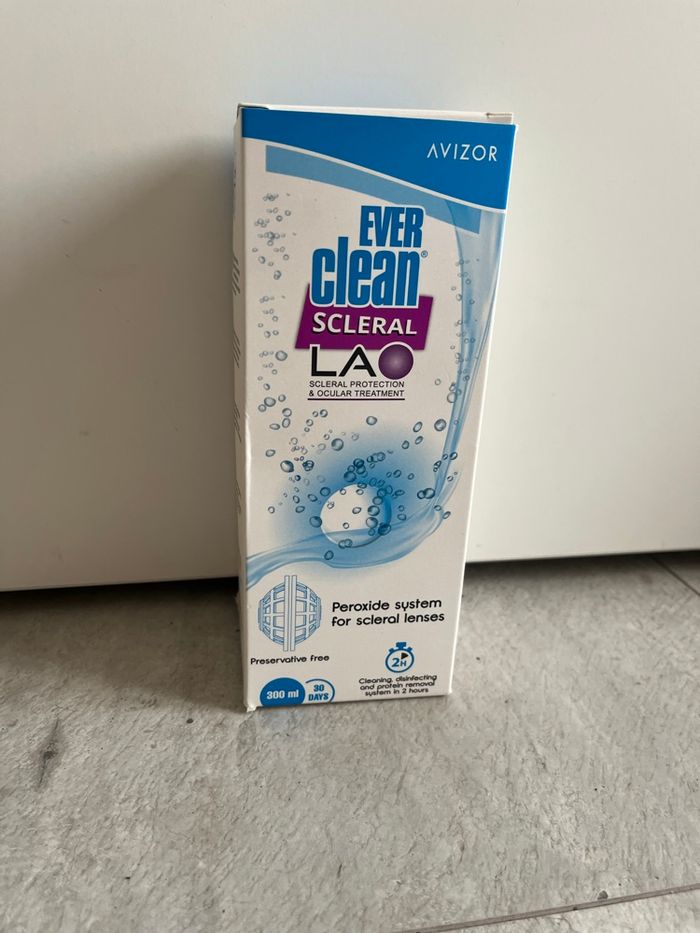 AVIZOR
EVER
clean®
SCLERAL
LAO
SCLERAL PROTECTION
& OCULAR TREATMENT
Peroxide system
for scleral lenses
Preservative free
2H
300 ml
30
DAYS
Cleaning, disinfecting
and protein removal
system in 2 hours